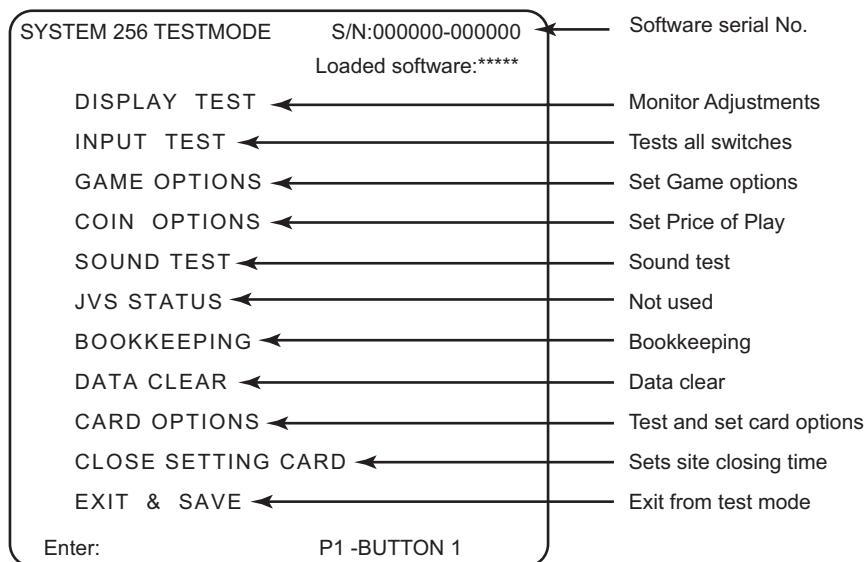 SYSTEM 256 TESTMODE S/N:000000-000000 Software serial No.
Loaded software:*****
DISPLAY TEST Monitor Adjustments
INPUT TEST Tests all switches
GAME OPTIONS Set Game options
COIN OPTIONS Set Price of Play
SOUND TEST Sound test
JVS STATUS Not used
BOOKKEEPING Bookkeeping
DATA CLEAR Data clear
CARD OPTIONS Test and set card options
CLOSE SETTING CARD Sets site closing time
EXIT & SAVE Exit from test mode
Enter: P1 -BUTTON 1